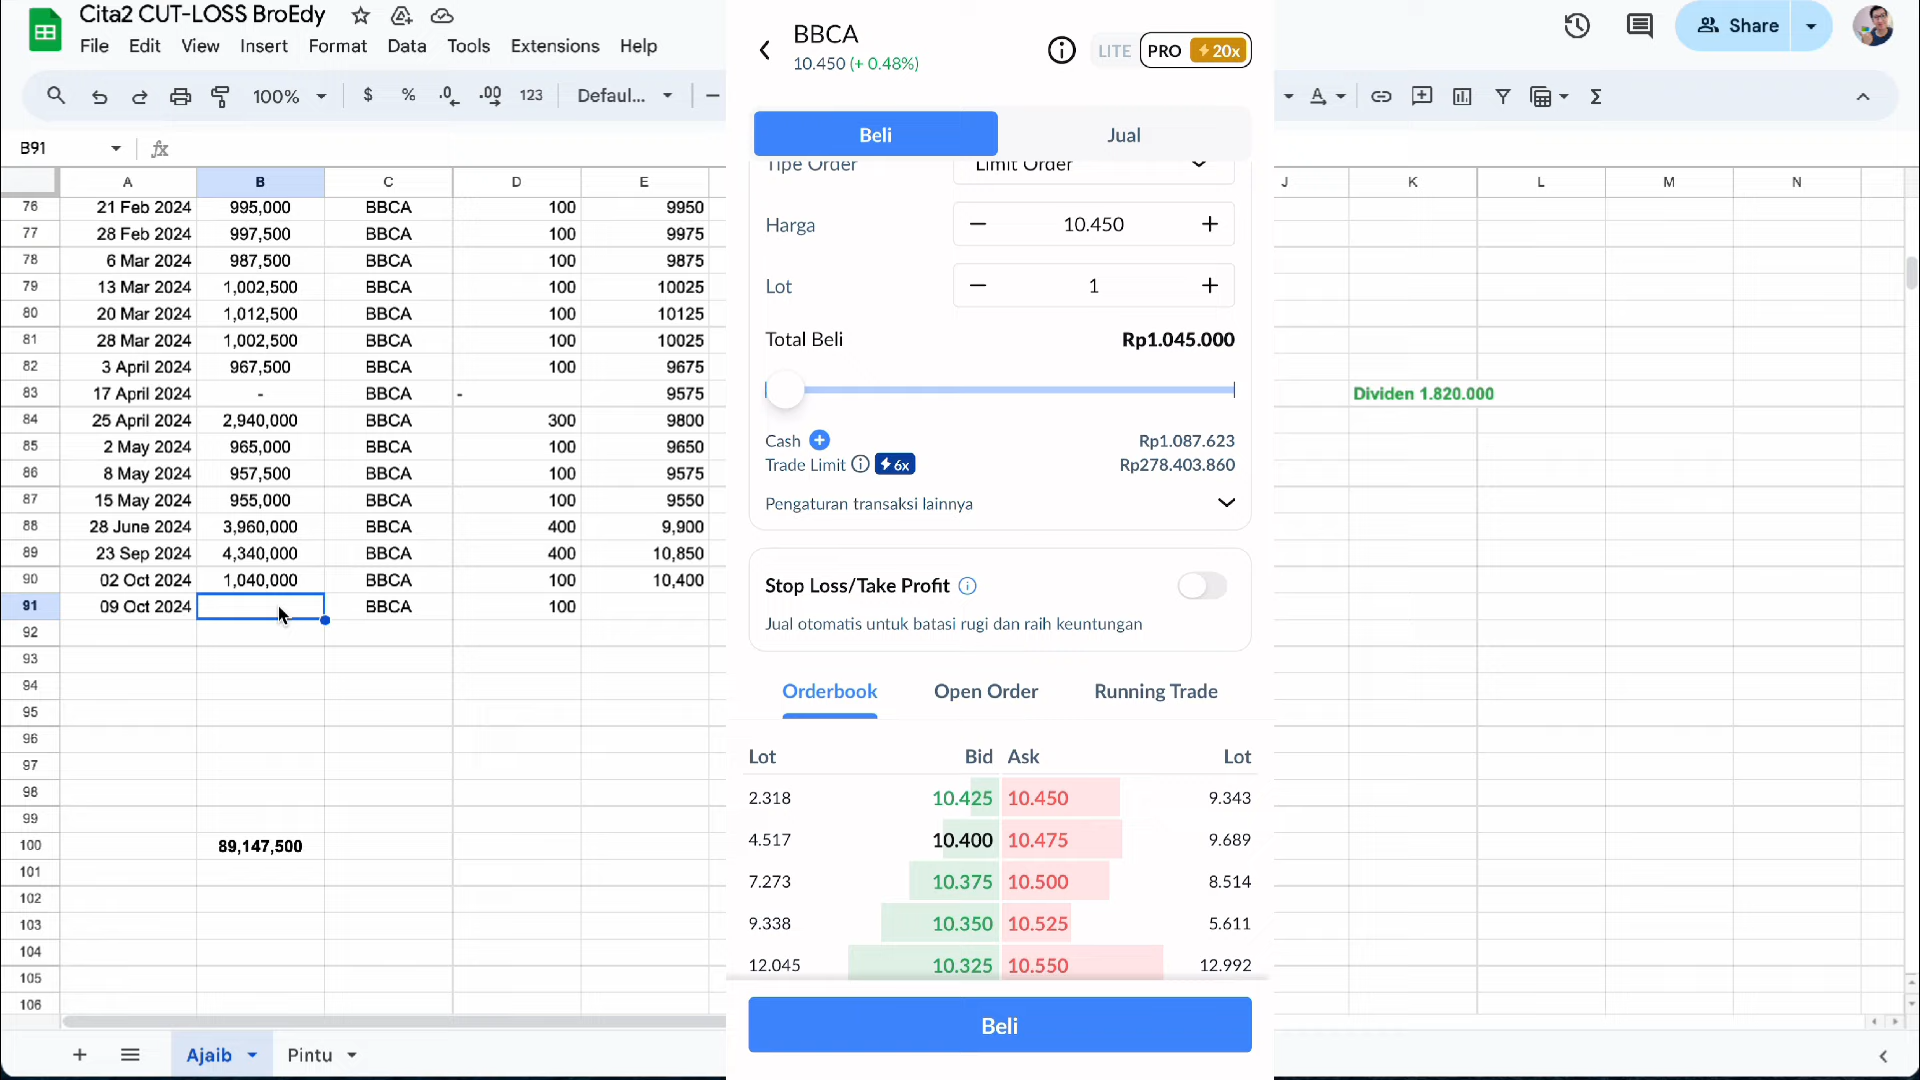 Cita2 CUT-LOSS BroEdy
File Edit View Insert Format Data Tools Extensions Help
Share
100% $ % .0 .00 123 Defaul...
B91
fx
A B C D E J K L M N
76 21 Feb 2024 995,000 BBCA 100 9950
77 28 Feb 2024 997,500 BBCA 100 9975
78 6 Mar 2024 987,500 BBCA 100 9875
79 13 Mar 2024 1,002,500 BBCA 100 10025
80 20 Mar 2024 1,012,500 BBCA 100 10125
81 28 Mar 2024 1,002,500 BBCA 100 10025
82 3 April 2024 967,500 BBCA 100 9675
83 17 April 2024 - BBCA - 9575 Dividen 1.820.000
84 25 April 2024 2,940,000 BBCA 300 9800
85 2 May 2024 965,000 BBCA 100 9650
86 8 May 2024 957,500 BBCA 100 9575
87 15 May 2024 955,000 BBCA 100 9550
88 28 June 2024 3,960,000 BBCA 400 9,900
89 23 Sep 2024 4,340,000 BBCA 400 10,850
90 02 Oct 2024 1,040,000 BBCA 100 10,400
91 09 Oct 2024 BBCA 100
92
93
94
95
96
97
98
99
100 89,147,500
101
102
103
104
105
106
Ajaib Pintu
BBCA
10.450 (+ 0.48%)
LITE PRO 20x
Beli Jual
Tipe Order Limit Order
Harga − 10.450 +
Lot − 1 +
Total Beli Rp1.045.000
Cash Rp1.087.623
Trade Limit 6x Rp278.403.860
Pengaturan transaksi lainnya
Stop Loss/Take Profit
Jual otomatis untuk batasi rugi dan raih keuntungan
Orderbook Open Order Running Trade
Lot Bid Ask Lot
2.318 10.425 10.450 9.343
4.517 10.400 10.475 9.689
7.273 10.375 10.500 8.514
9.338 10.350 10.525 5.611
12.045 10.325 10.550 12.992
Beli